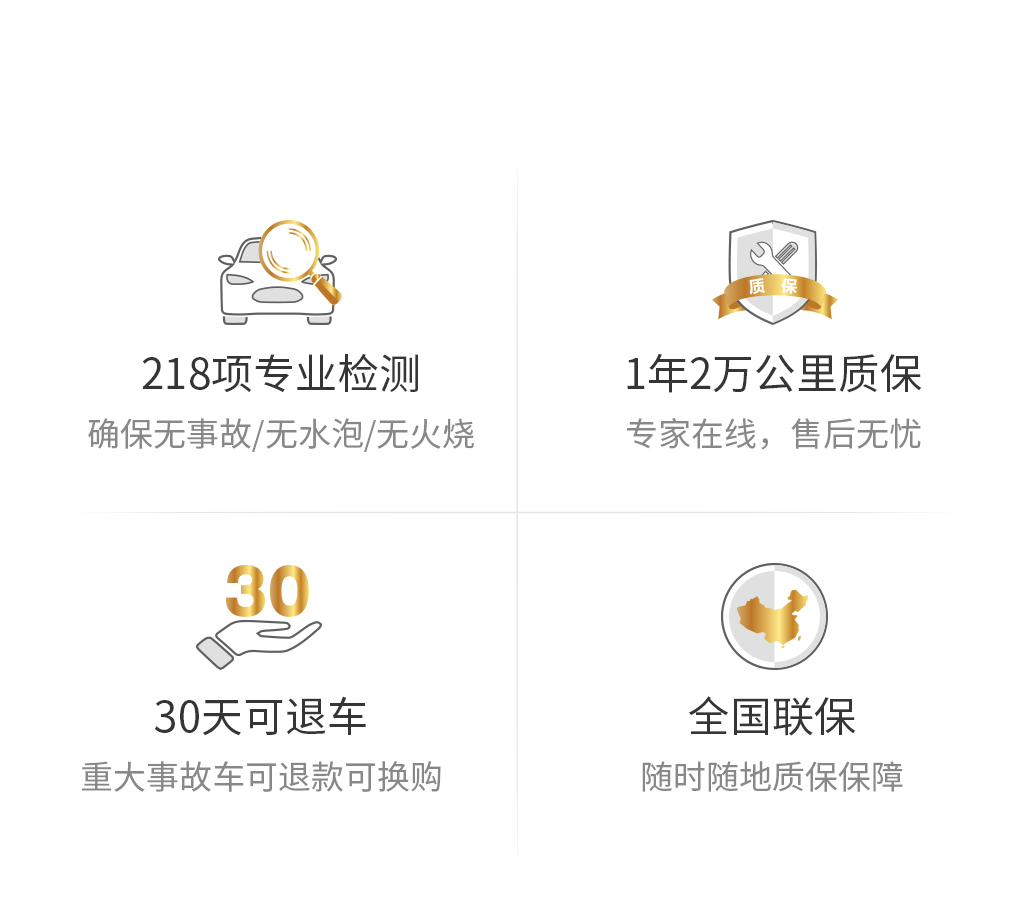 218项专业检测
确保无事故/无水泡/无火烧
质 保
1年2万公里质保
专家在线，售后无忧
30
30天可退车
重大事故车可退款可换购
全国联保
随时随地质保保障